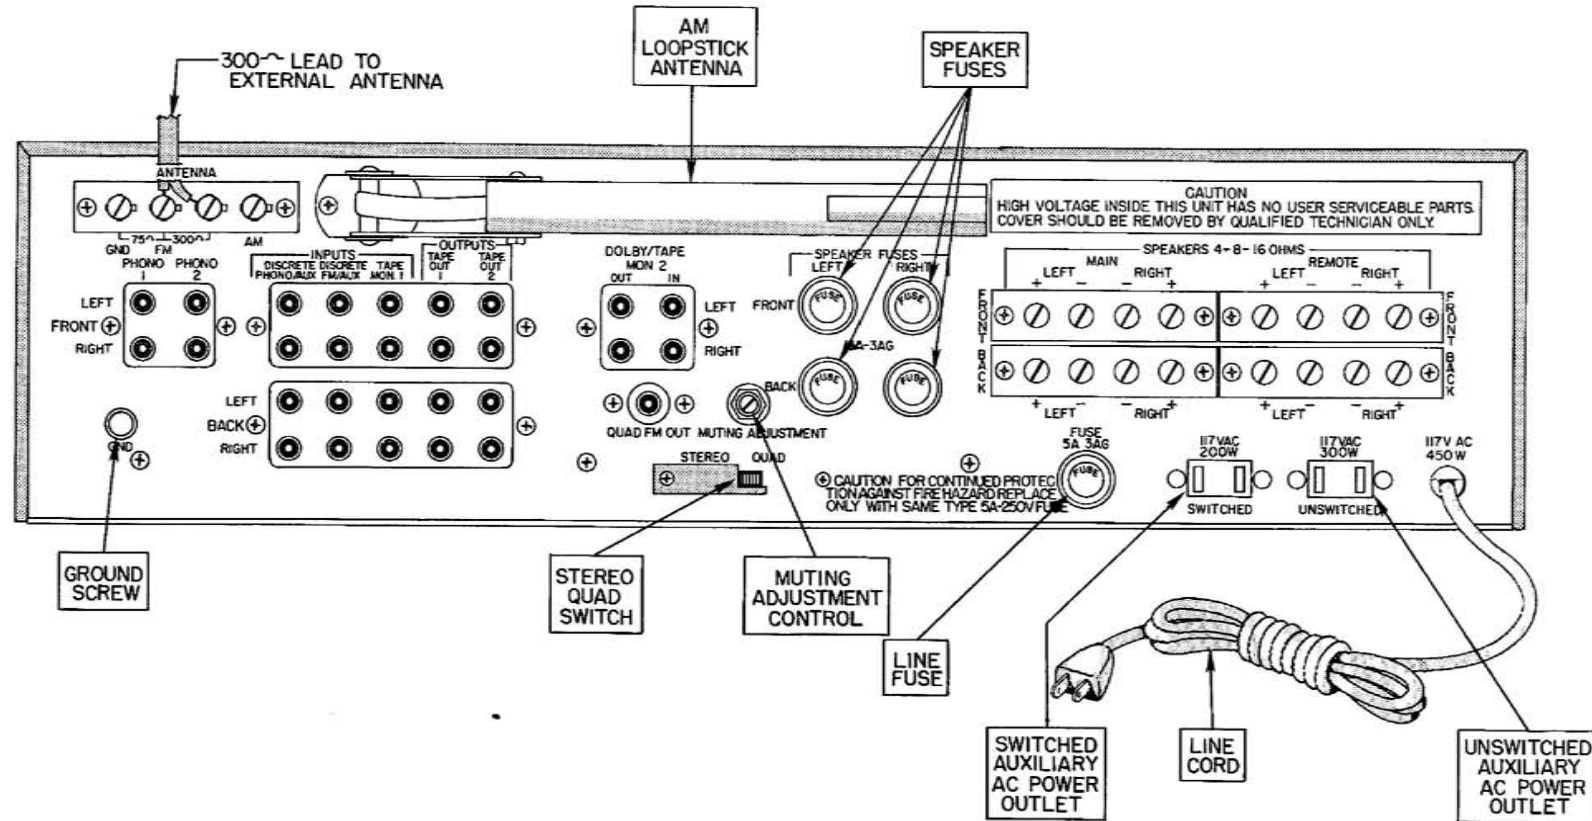 AM
LOOPSTICK
ANTENNA
SPEAKER
FUSES
300 LEAD TO
EXTERNAL ANTENNA
ANTENNA
GND
75
FM
300
AM
CAUTION
HIGH VOLTAGE INSIDE THIS UNIT HAS NO USER SERVICEABLE PARTS.
COVER SHOULD BE REMOVED BY QUALIFIED TECHNICIAN ONLY.
PHONO
1
PHONO
2
LEFT
FRONT
RIGHT
INPUTS
DISCRETE
PHONO/AUX
DISCRETE
FM/AUX
TAPE
MON. 1
OUTPUTS
TAPE
OUT
1
TAPE
OUT
2
DOLBY/TAPE
MON 2
OUT
IN
LEFT
RIGHT
SPEAKER FUSES
LEFT
RIGHT
FRONT
FUSE
FUSE
A-3AG
BACK
FUSE
FUSE
SPEAKERS 4-8-16 OHMS
MAIN
REMOTE
+ LEFT - - RIGHT +
+ LEFT - - RIGHT +
FRONT
FRONT
BACK
BACK
+ LEFT - - RIGHT +
+ LEFT - - RIGHT +
LEFT
BACK
RIGHT
GND
QUAD FM OUT
MUTING ADJUSTMENT
STEREO
QUAD
CAUTION FOR CONTINUED PROTEC
TION AGAINST FIRE HAZARD REPLACE
ONLY WITH SAME TYPE 5A-250V FUSE
FUSE
5A 3AG
FUSE
117VAC
200W
SWITCHED
117VAC
300W
UNSWITCHED
117V AC
450W
GROUND
SCREW
STEREO
QUAD
SWITCH
MUTING
ADJUSTMENT
CONTROL
LINE
FUSE
SWITCHED
AUXILIARY
AC POWER
OUTLET
LINE
CORD
UNSWITCHED
AUXILIARY
AC POWER
OUTLET